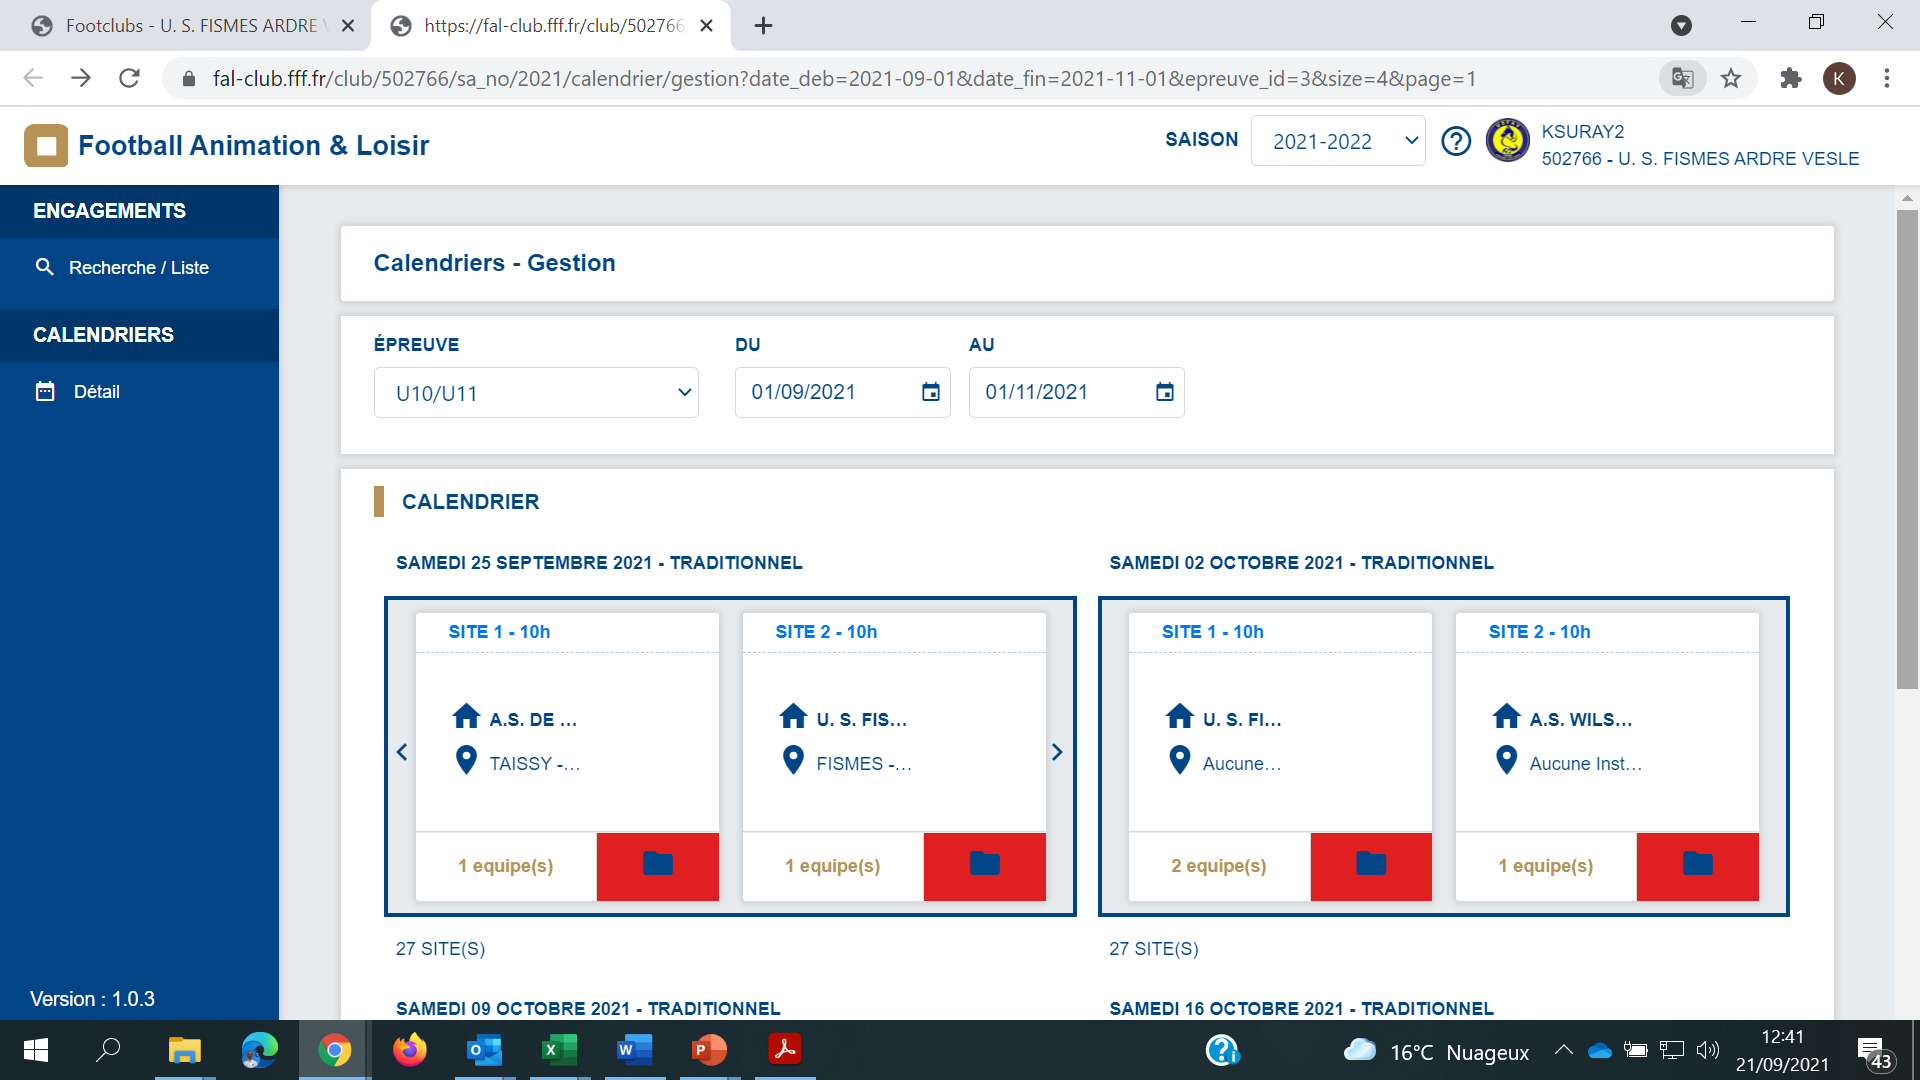 Footclubs - U. S. FISMES ARDRE
https://fal-club.fff.fr/club/502766
fal-club.fff.fr/club/502766/sa_no/2021/calendrier/gestion?date_deb=2021-09-01&date_fin=2021-11-01&epreuve_id=3&size=4&page=1
K
Football Animation & Loisir
SAISON
2021-2022
KSURAY2
502766 - U. S. FISMES ARDRE VESLE
ENGAGEMENTS
Recherche / Liste
CALENDRIERS
Détail
Version : 1.0.3
Calendriers - Gestion
ÉPREUVE
DU
AU
U10/U11
01/09/2021
01/11/2021
CALENDRIER
SAMEDI 25 SEPTEMBRE 2021 - TRADITIONNEL
SITE 1 - 10h
A.S. DE ...
TAISSY -...
1 equipe(s)
SITE 2 - 10h
U. S. FIS...
FISMES -...
1 equipe(s)
27 SITE(S)
SAMEDI 02 OCTOBRE 2021 - TRADITIONNEL
SITE 1 - 10h
U. S. FI...
Aucune...
2 equipe(s)
SITE 2 - 10h
A.S. WILS...
Aucune Inst...
1 equipe(s)
27 SITE(S)
SAMEDI 09 OCTOBRE 2021 - TRADITIONNEL
SAMEDI 16 OCTOBRE 2021 - TRADITIONNEL
16°C Nuageux
12:41
21/09/2021
43